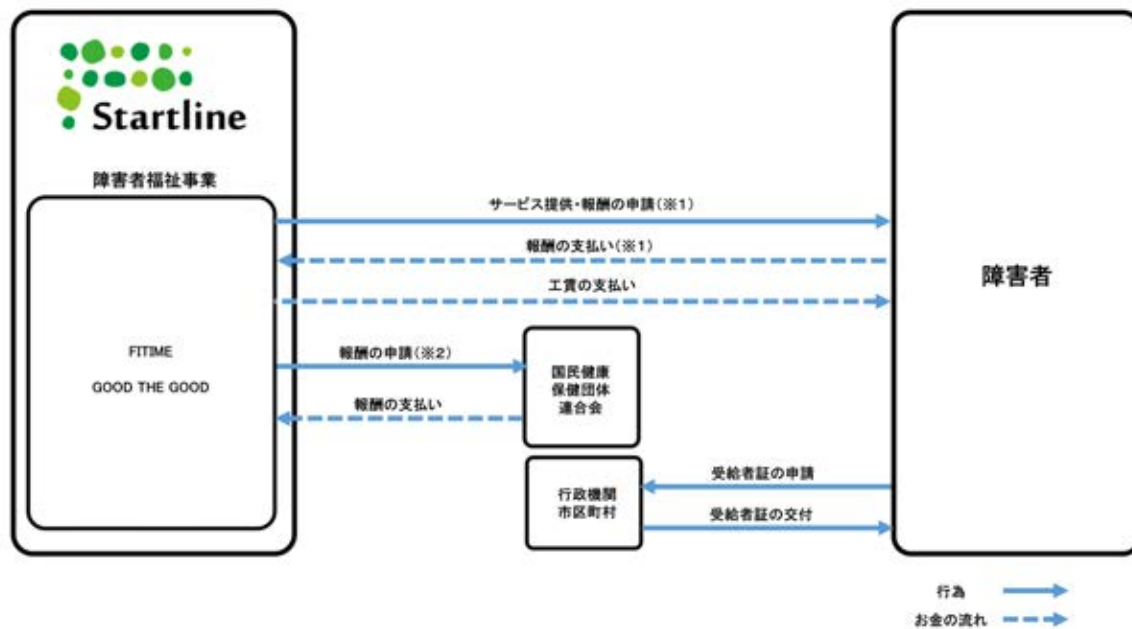 Startline
障害者福祉事業
サービス提供・報酬の申請(※1)
報酬の支払い(※1)
工賃の支払い
障害者
FITIME
GOOD THE GOOD
報酬の申請(※2)
報酬の支払い
国民健康
保健団体
連合会
行政機関
市区町村
受給者証の申請
受給者証の交付
行為
お金の流れ